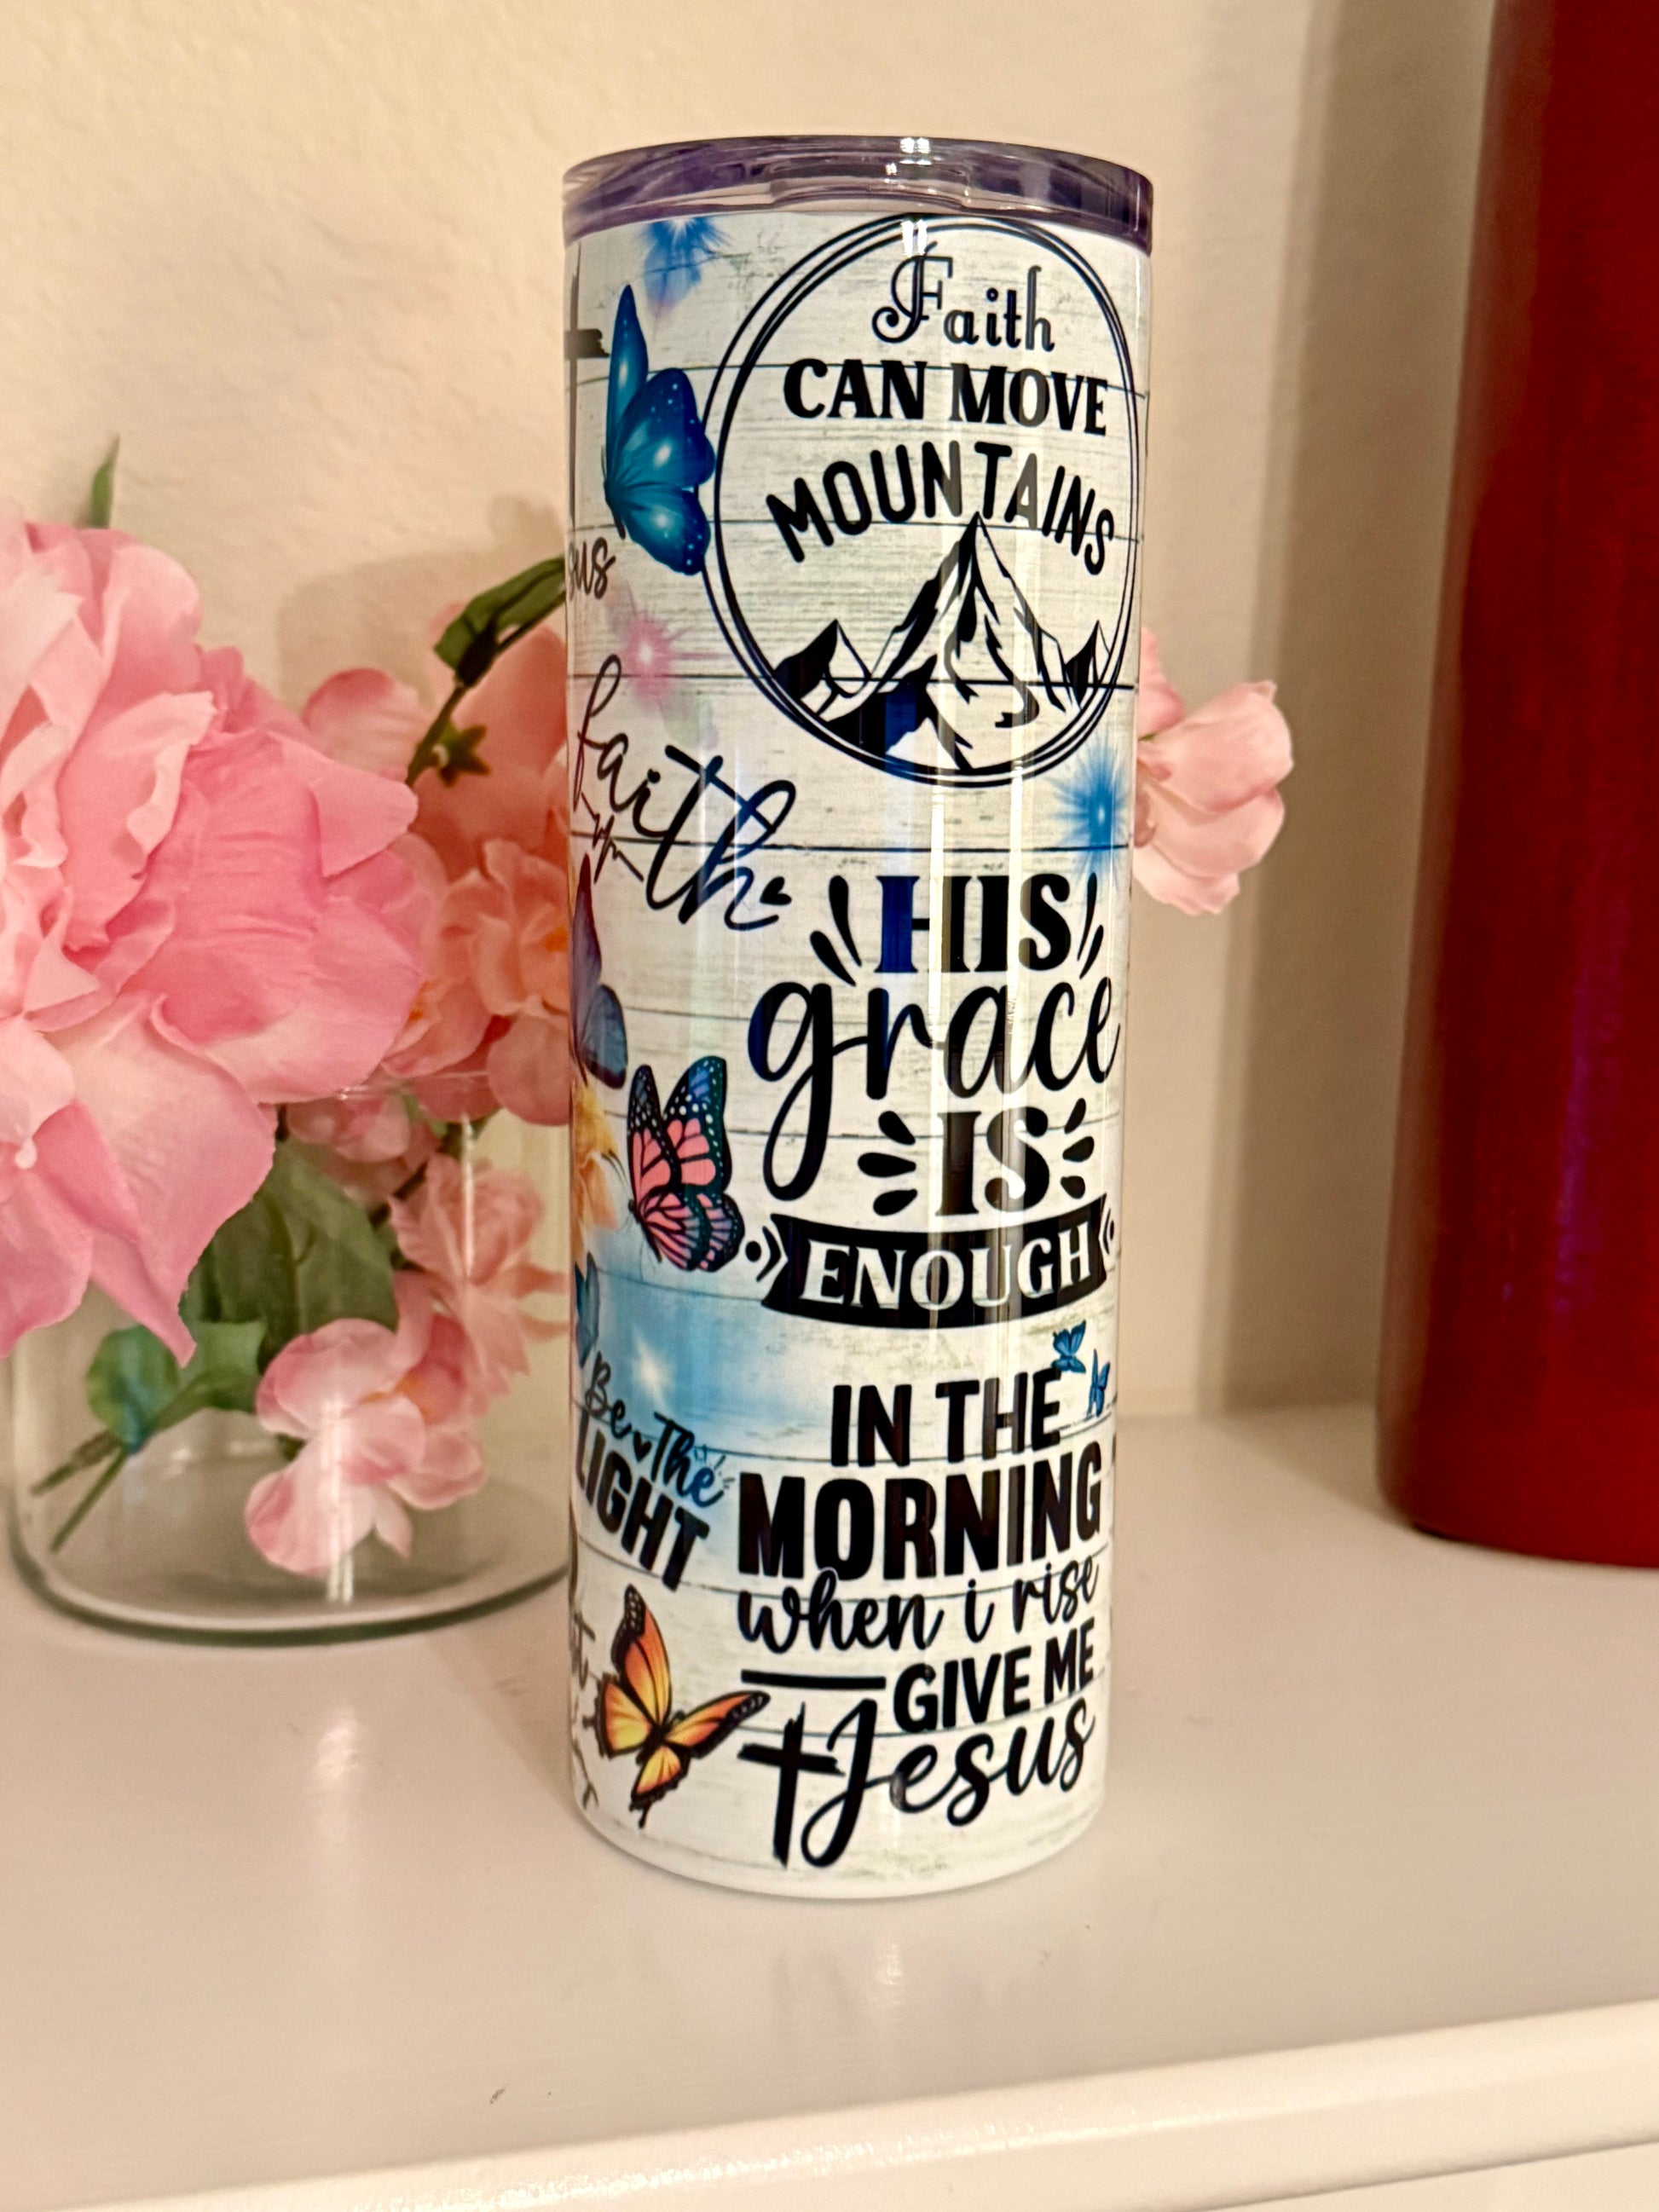 Faith
CAN MOVE
MOUNTAINS
faith
HIS
grace
IS
ENOUGH
Be The
LIGHT
IN THE
MORNING
when i rise
GIVE ME
Jesus